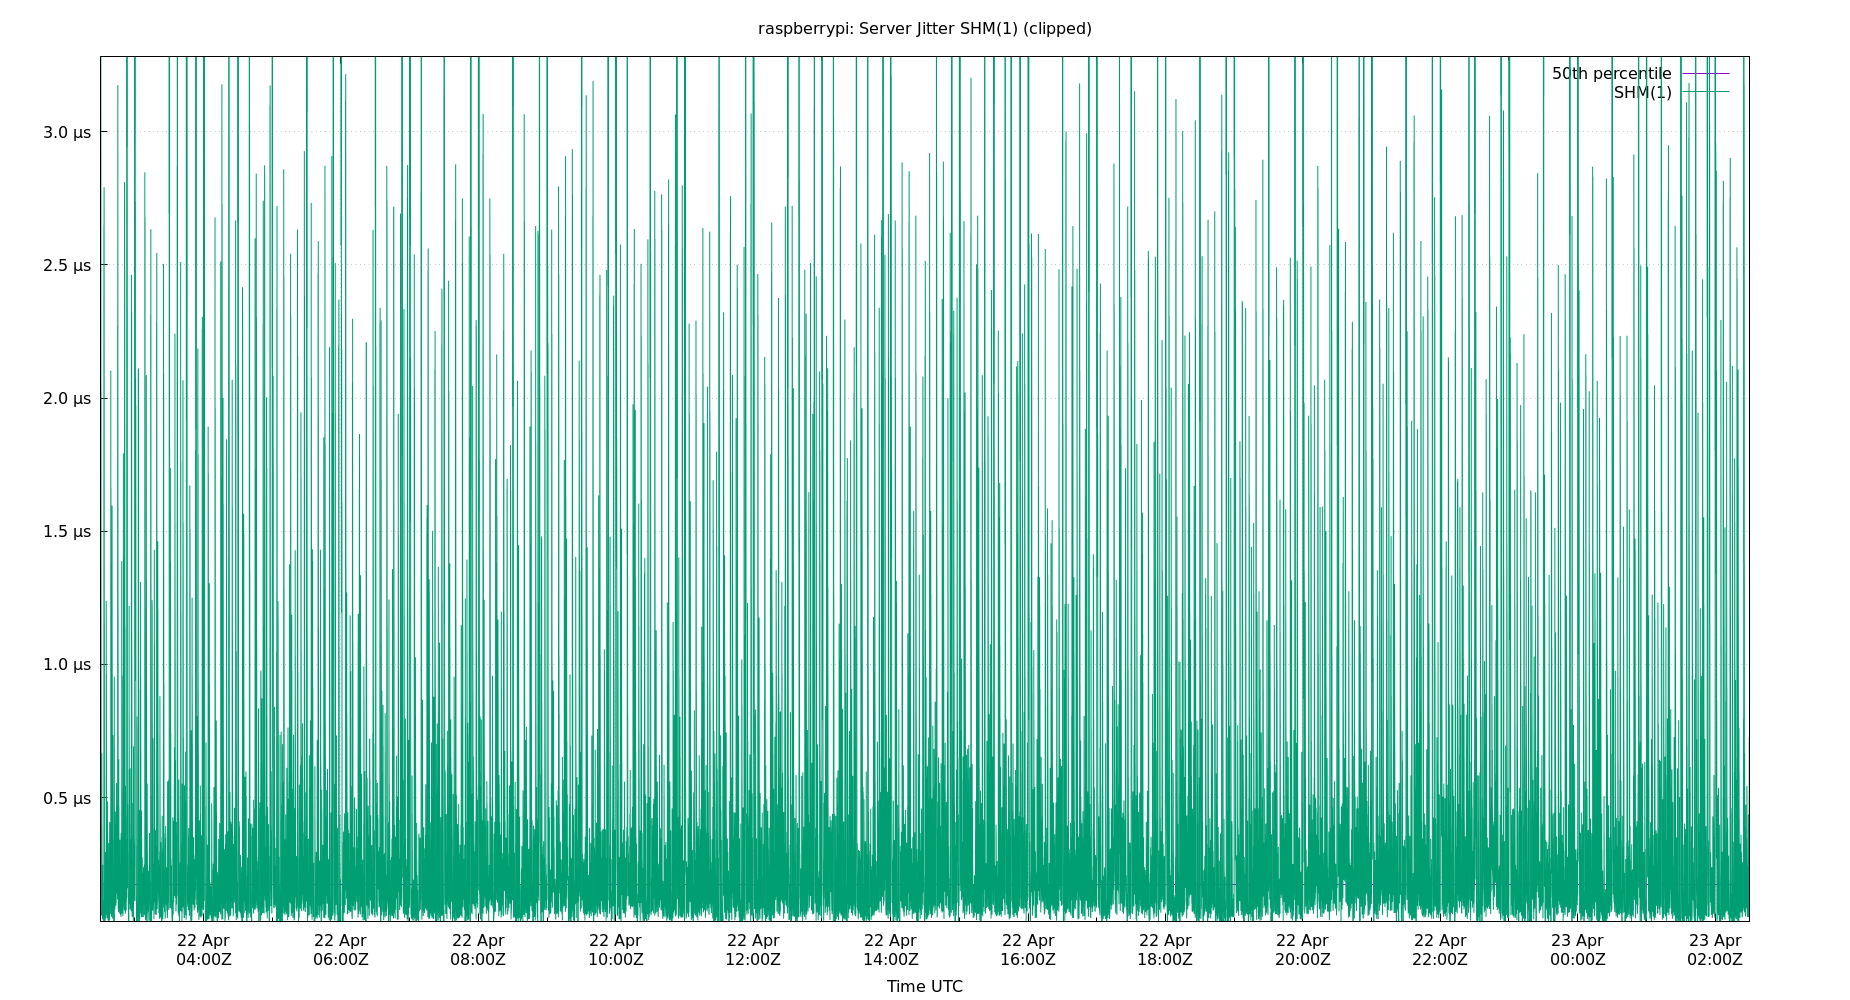 raspberrypi: Server Jitter SHM(1) (clipped)
50th percentile
SHM(1)
3.0 µs
2.5 µs
2.0 µs
1.5 µs
1.0 µs
0.5 µs
22 Apr 22 Apr 22 Apr 22 Apr 22 Apr 22 Apr 22 Apr 22 Apr 22 Apr 22 Apr 23 Apr 23 Apr
04:00Z 06:00Z 08:00Z 10:00Z 12:00Z 14:00Z 16:00Z 18:00Z 20:00Z 22:00Z 00:00Z 02:00Z
Time UTC